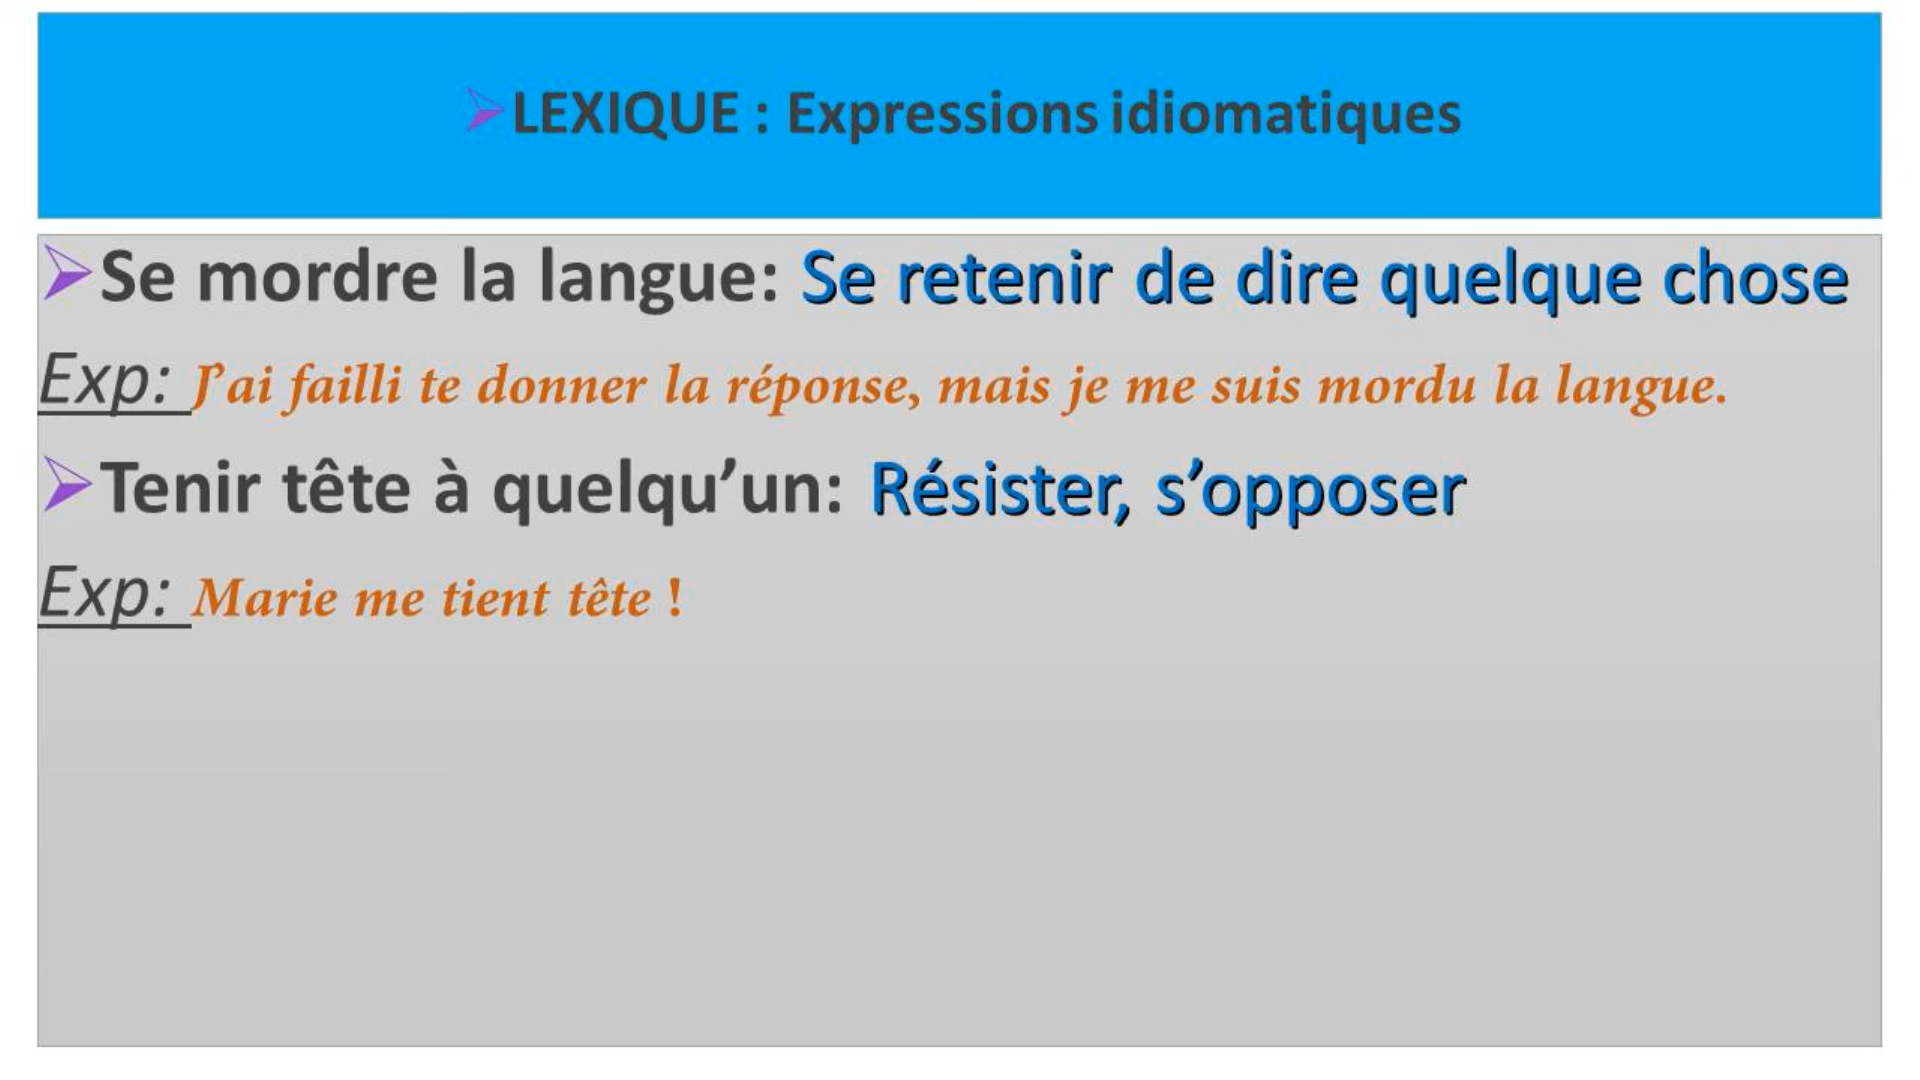 ➢LEXIQUE : Expressions idiomatiques
➢Se mordre la langue: Se retenir de dire quelque chose
Exp: J’ai failli te donner la réponse, mais je me suis mordu la langue.
➢Tenir tête à quelqu’un: Résister, s’opposer
Exp: Marie me tient tête !